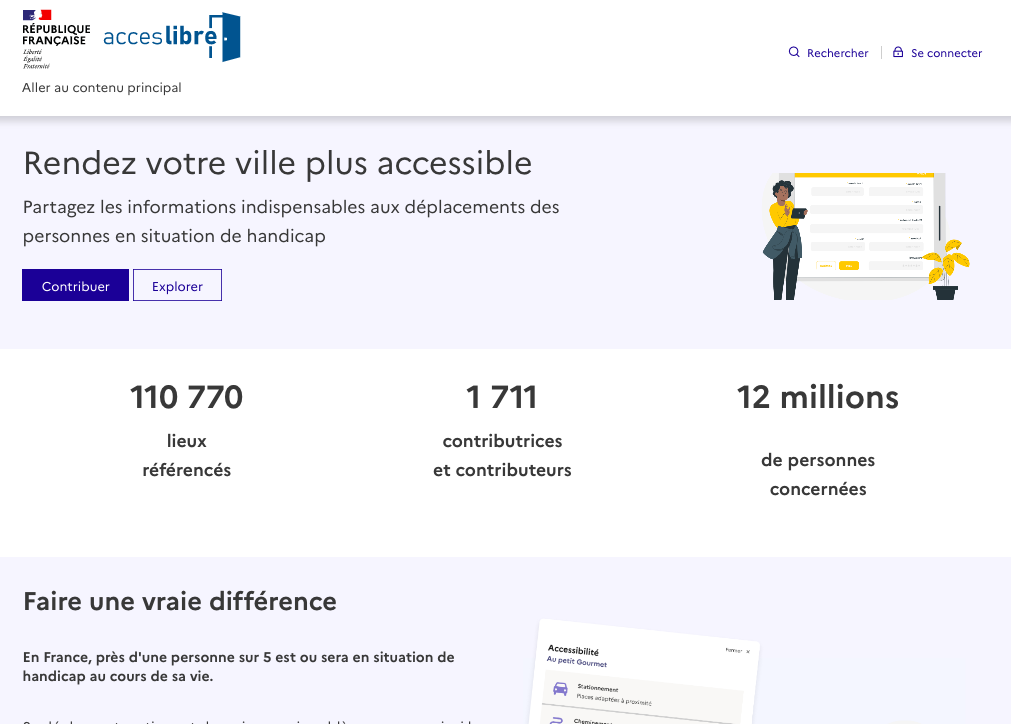 RÉPUBLIQUE
FRANÇAISE
Liberté
Égalité
Fraternité
acceslibre
Rechercher
Se connecter
Aller au contenu principal
Rendez votre ville plus accessible
Partagez les informations indispensables aux déplacements des
personnes en situation de handicap
Contribuer
Explorer
110 770
lieux
référencés
1 711
contributrices
et contributeurs
12 millions
de personnes
concernées
Faire une vraie différence
En France, près d'une personne sur 5 est ou sera en situation de
handicap au cours de sa vie.
Accessibilité
Fermer ×
Au petit Gourmet
Stationnement
Places adaptées à proximité